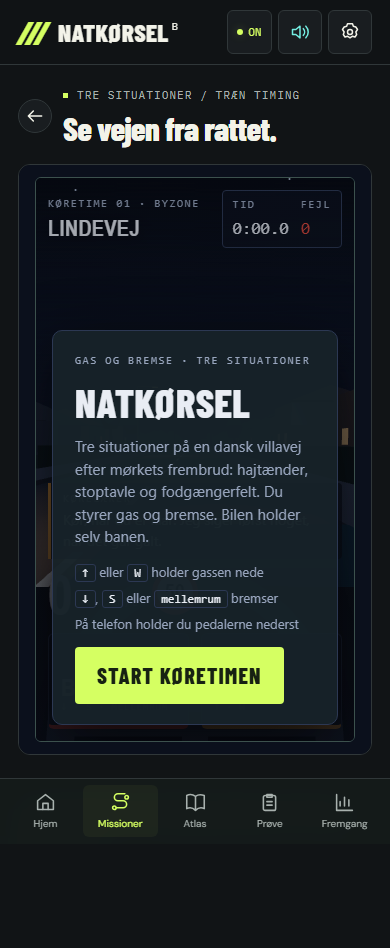 NATKØRSEL B
ON
TRE SITUATIONER / TRÆN TIMING
Se vejen fra rattet.
KØRETIME 01 · BYZONE
LINDEVEJ
TID FEJL
0:00.0 0
GAS OG BREMSE · TRE SITUATIONER
NATKØRSEL
Tre situationer på en dansk villavej
efter mørkets frembrud: hajtænder,
stoptavle og fodgængerfelt. Du
styrer gas og bremse. Bilen holder
selv banen.
↑ eller W holder gassen nede
↓, S eller mellemrum bremser
På telefon holder du pedalerne nederst
START KØRETIMEN
Hjem Missioner Atlas Prøve Fremgang